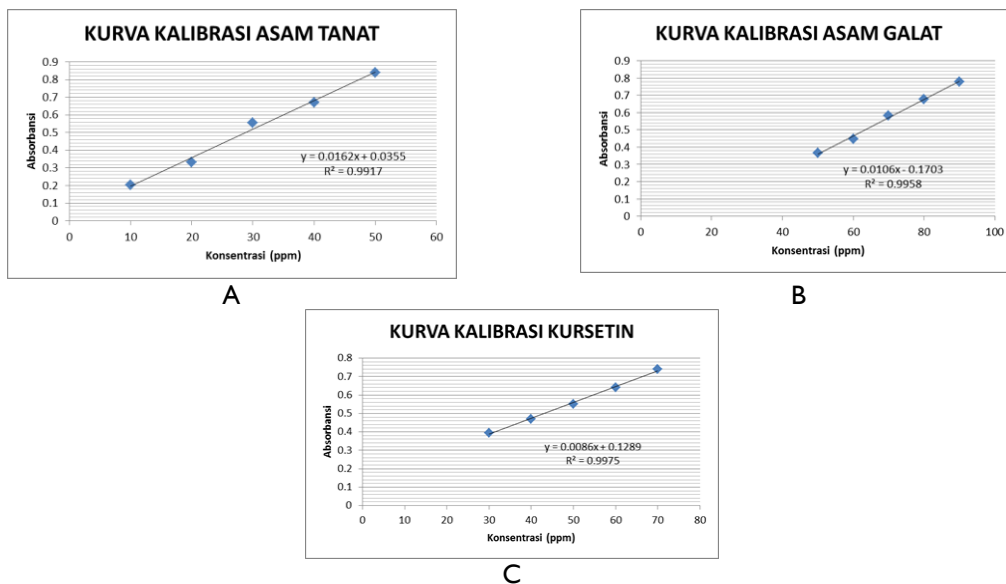 KURVA KALIBRASI ASAM TANAT
0.9
0.8
0.7
0.6
0.5
0.4
0.3
0.2
0.1
0
Absorbansi
y = 0.0162x + 0.0355
R² = 0.9917
0 10 20 30 40 50 60
Konsentrasi (ppm)
A
KURVA KALIBRASI ASAM GALAT
0.9
0.8
0.7
0.6
0.5
0.4
0.3
0.2
0.1
0
Absorbansi
y = 0.0106x - 0.1703
R² = 0.9958
0 20 40 60 80 100
Konsentrasi (ppm)
B
KURVA KALIBRASI KURSETIN
0.8
0.7
0.6
0.5
0.4
0.3
0.2
0.1
0
Absorbansi
y = 0.0086x + 0.1289
R² = 0.9975
0 10 20 30 40 50 60 70 80
Konsentrasi (ppm)
C